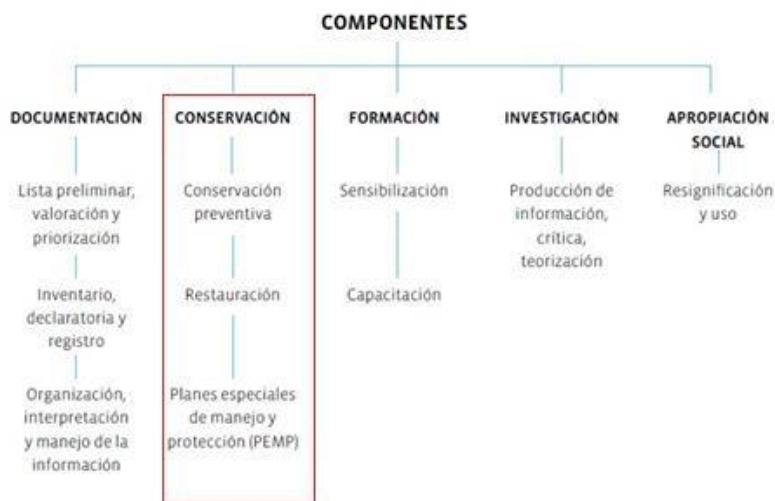 COMPONENTES
DOCUMENTACIÓN
Lista preliminar,
valoración y
priorización
Inventario,
declaratoria y
registro
Organización,
interpretación
y manejo de la
información
CONSERVACIÓN
Conservación
preventiva
Restauración
Planes especiales
de manejo y
protección (PEMP)
FORMACIÓN
Sensibilización
Capacitación
INVESTIGACIÓN
Producción de
información,
crítica,
teorización
APROPIACIÓN
SOCIAL
Resignificación
y uso